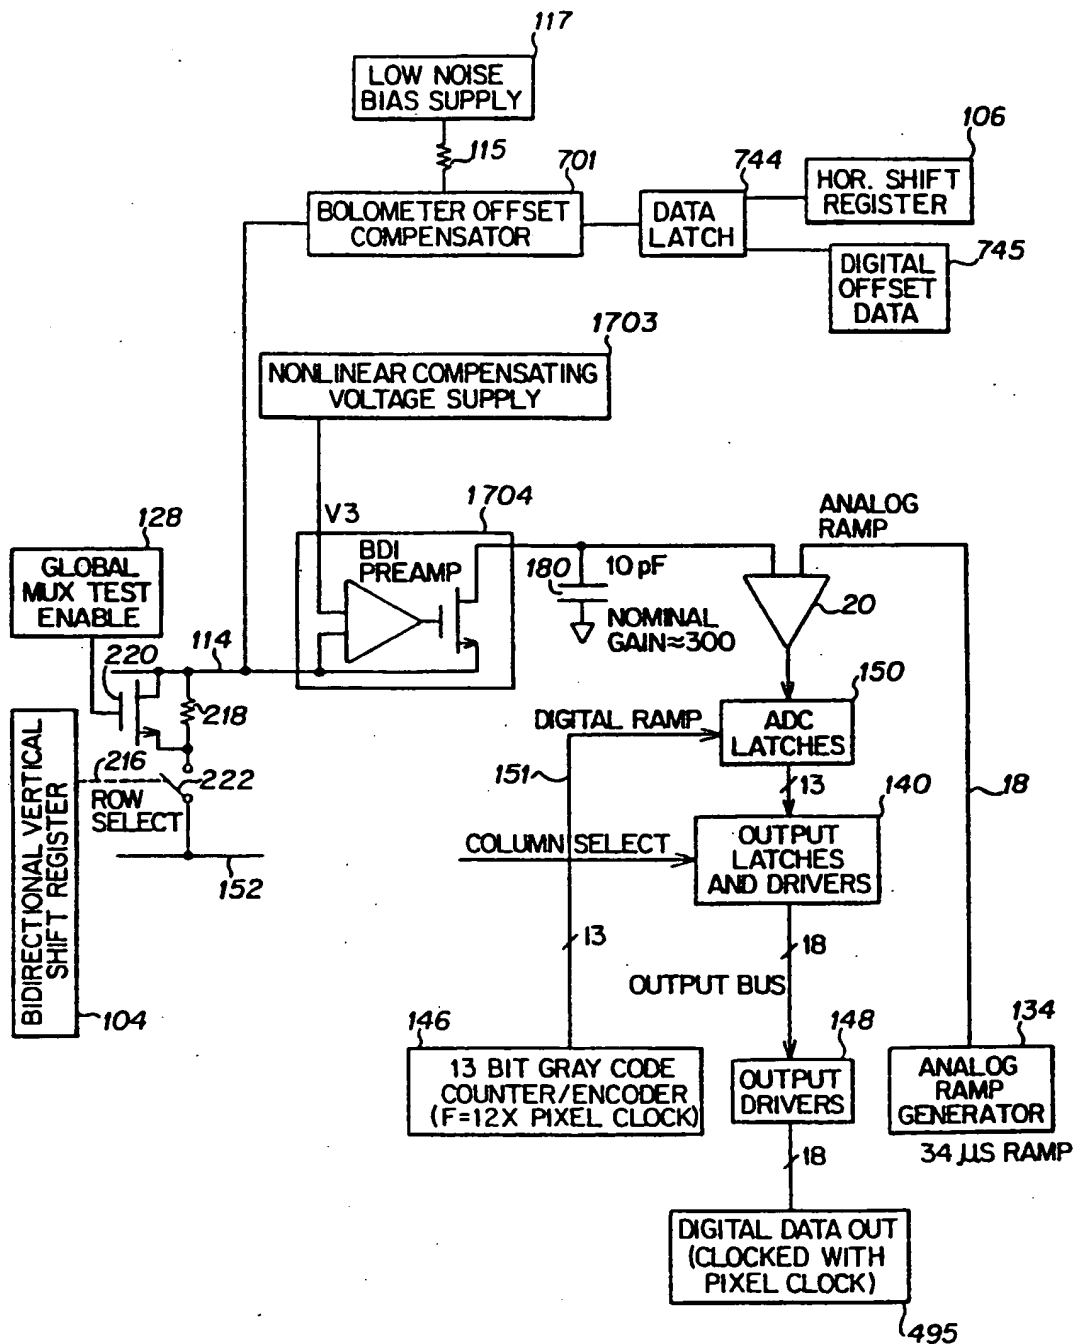 117
LOW NOISE
BIAS SUPPLY
115
701
BOLOMETER OFFSET
COMPENSATOR
744
DATA
LATCH
106
HOR. SHIFT
REGISTER
745
DIGITAL
OFFSET
DATA
1703
NONLINEAR COMPENSATING
VOLTAGE SUPPLY
V3
1704
BDI
PREAMP
128
GLOBAL
MUX TEST
ENABLE
220
114
218
216
222
ROW
SELECT
152
BIDIRECTIONAL VERTICAL
SHIFT REGISTER
104
180
10 pF
NOMINAL
GAIN≈300
ANALOG
RAMP
20
150
DIGITAL RAMP
ADC
LATCHES
151
13
140
18
COLUMN SELECT
OUTPUT
LATCHES
AND DRIVERS
13
18
OUTPUT BUS
146
13 BIT GRAY CODE
COUNTER/ENCODER
(F=12X PIXEL CLOCK)
148
OUTPUT
DRIVERS
134
ANALOG
RAMP
GENERATOR
34 µS RAMP
18
DIGITAL DATA OUT
(CLOCKED WITH
PIXEL CLOCK)
495